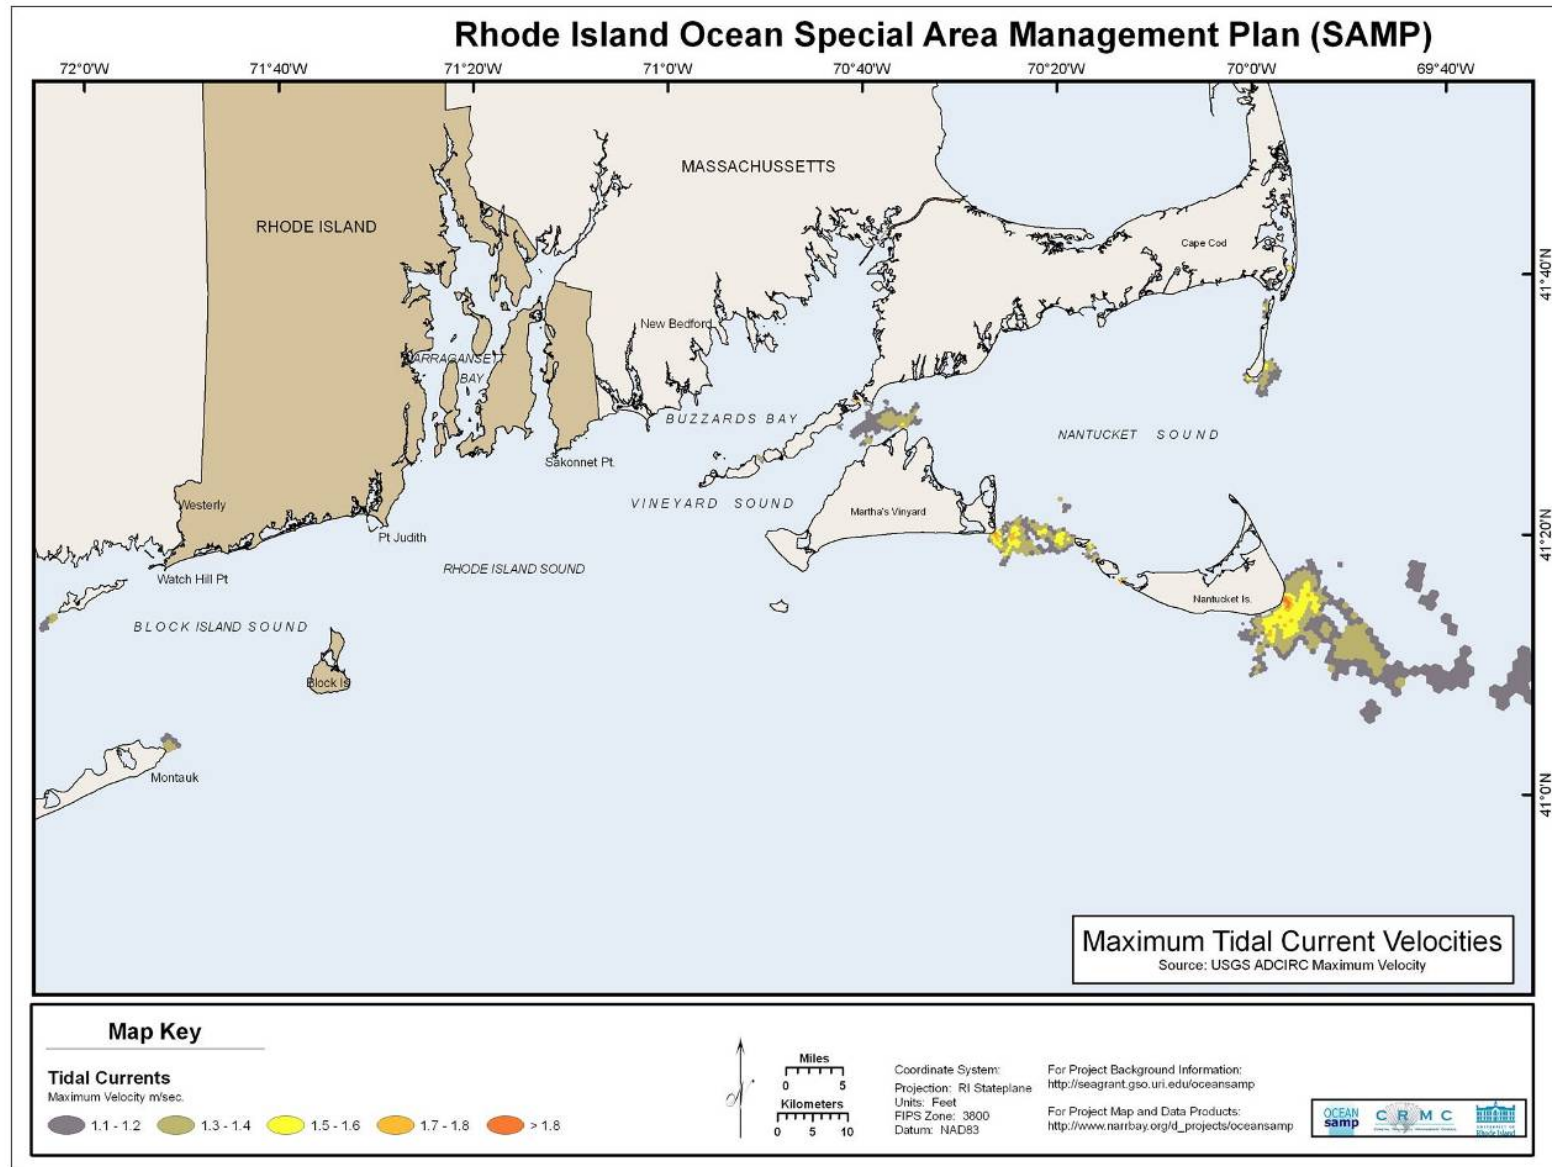 Rhode Island Ocean Special Area Management Plan (SAMP)
72°0'W 71°40'W 71°20'W 71°0'W 70°40'W 70°20'W 70°0'W 69°40'W
MASSACHUSSETTS
RHODE ISLAND
Cape Cod
41°40'N
New Bedford
ARRAGANSETT
BAY
BUZZARDS BAY
NANTUCKET SOUND
Sakonnet Pt.
VINEYARD SOUND
Westerly
Martha's Vinyard
Pt Judith
41°20'N
RHODE ISLAND SOUND
Watch Hill Pt
Nantucket Is.
BLOCK ISLAND SOUND
Block Is
Montauk
41°0'N
Maximum Tidal Current Velocities
Source: USGS ADCIRC Maximum Velocity
Map Key
Tidal Currents
Maximum Velocity m/sec.
1.1 - 1.2 1.3 - 1.4 1.5 - 1.6 1.7 - 1.8 > 1.8
N
Miles
0 5
Kilometers
0 5 10
Coordinate System:
Projection: RI Stateplane
Units: Feet
FIPS Zone: 3800
Datum: NAD83
For Project Background Information:
http://seagrant.gso.uri.edu/oceansamp
For Project Map and Data Products:
http://www.narrbay.org/d_projects/oceansamp
OCEAN
samp
CRMC
Rhode Island